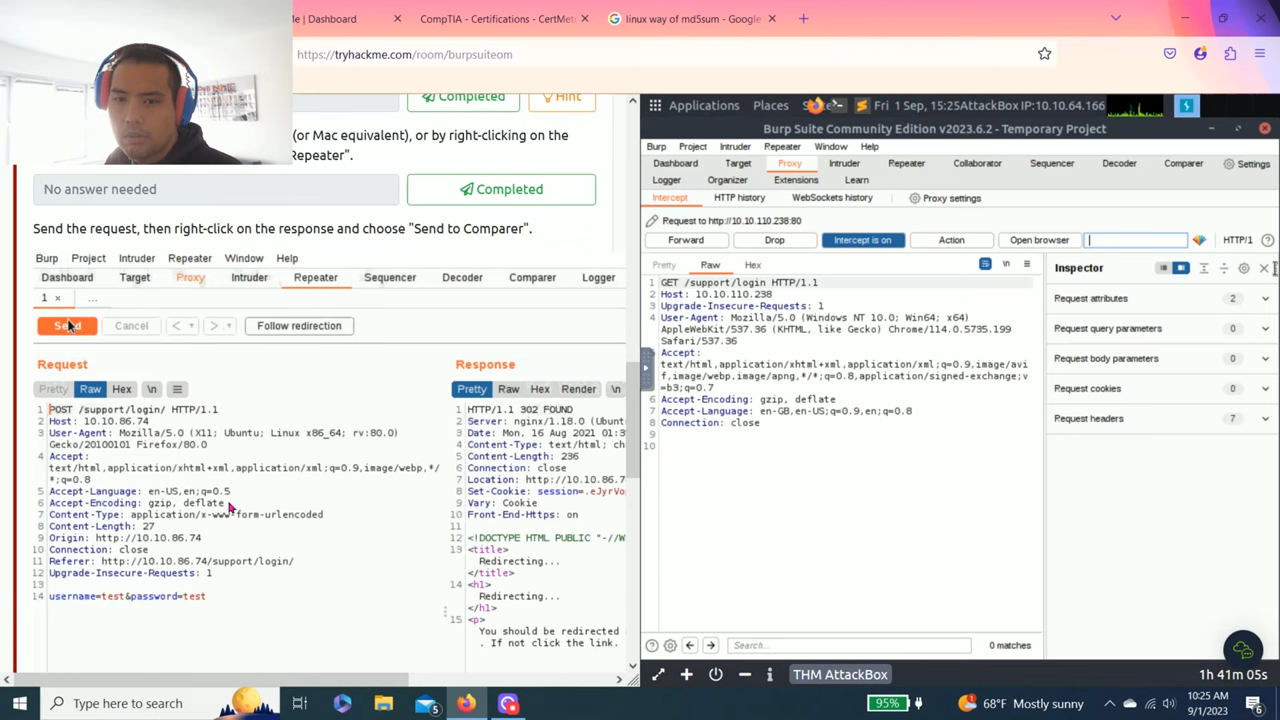 le | Dashboard
CompTIA - Certifications - CertMet
linux way of md5sum - Google
https://tryhackme.com/room/burpsuiteom
Completed
Hint
(or Mac equivalent), or by right-clicking on the
Repeater".
No answer needed
Completed
Send the request, then right-click on the response and choose "Send to Comparer".
Burp Project Intruder Repeater Window Help
Dashboard Target Proxy Intruder Repeater Sequencer Decoder Comparer Logger
1 × ...
Send Cancel < > Follow redirection
Request
Pretty Raw Hex \n
1 POST /support/login/ HTTP/1.1
2 Host: 10.10.86.74
3 User-Agent: Mozilla/5.0 (X11; Ubuntu; Linux x86_64; rv:80.0)
Gecko/20100101 Firefox/80.0
4 Accept:
text/html,application/xhtml+xml,application/xml;q=0.9,image/webp,*/
*;q=0.8
5 Accept-Language: en-US,en;q=0.5
6 Accept-Encoding: gzip, deflate
7 Content-Type: application/x-www-form-urlencoded
8 Content-Length: 27
9 Origin: http://10.10.86.74
10 Connection: close
11 Referer: http://10.10.86.74/support/login/
12 Upgrade-Insecure-Requests: 1
13
14 username=test&password=test
Response
Pretty Raw Hex Render \n
1 HTTP/1.1 302 FOUND
2 Server: nginx/1.18.0 (Ubunt
3 Date: Mon, 16 Aug 2021 01:3
4 Content-Type: text/html; ch
5 Content-Length: 236
6 Connection: close
7 Location: http://10.10.86.7
8 Set-Cookie: session=.eJyrVo
9 Vary: Cookie
10 Front-End-Https: on
11
12 <!DOCTYPE HTML PUBLIC "-//W
13 <title>
Redirecting...
</title>
14 <h1>
Redirecting...
</h1>
15 <p>
You should be redirected
. If not click the link.
Applications Places Fri 1 Sep, 15:25 AttackBox IP:10.10.64.166
Burp Suite Community Edition v2023.6.2 - Temporary Project
Burp Project Intruder Repeater Window Help
Dashboard Target Proxy Intruder Repeater Collaborator Sequencer Decoder Comparer Settings
Logger Organizer Extensions Learn
Intercept HTTP history WebSockets history Proxy settings
Request to http://10.10.110.238:80
Forward Drop Intercept is on Action Open browser HTTP/1
Pretty Raw Hex \n
1 GET /support/login HTTP/1.1
2 Host: 10.10.110.238
3 Upgrade-Insecure-Requests: 1
4 User-Agent: Mozilla/5.0 (Windows NT 10.0; Win64; x64)
AppleWebKit/537.36 (KHTML, like Gecko) Chrome/114.0.5735.199
Safari/537.36
Accept:
text/html,application/xhtml+xml,application/xml;q=0.9,image/avi
f,image/webp,image/apng,*/*;q=0.8,application/signed-exchange;v
=b3;q=0.7
6 Accept-Encoding: gzip, deflate
7 Accept-Language: en-GB,en-US;q=0.9,en;q=0.8
8 Connection: close
9
10
Inspector
Request attributes 2
Request query parameters 0
Request body parameters 0
Request cookies 0
Request headers 7
Search... 0 matches
THM AttackBox
1h 41m 05s
Type here to search
5
95%
68°F Mostly sunny
10:25 AM
9/1/2023
6